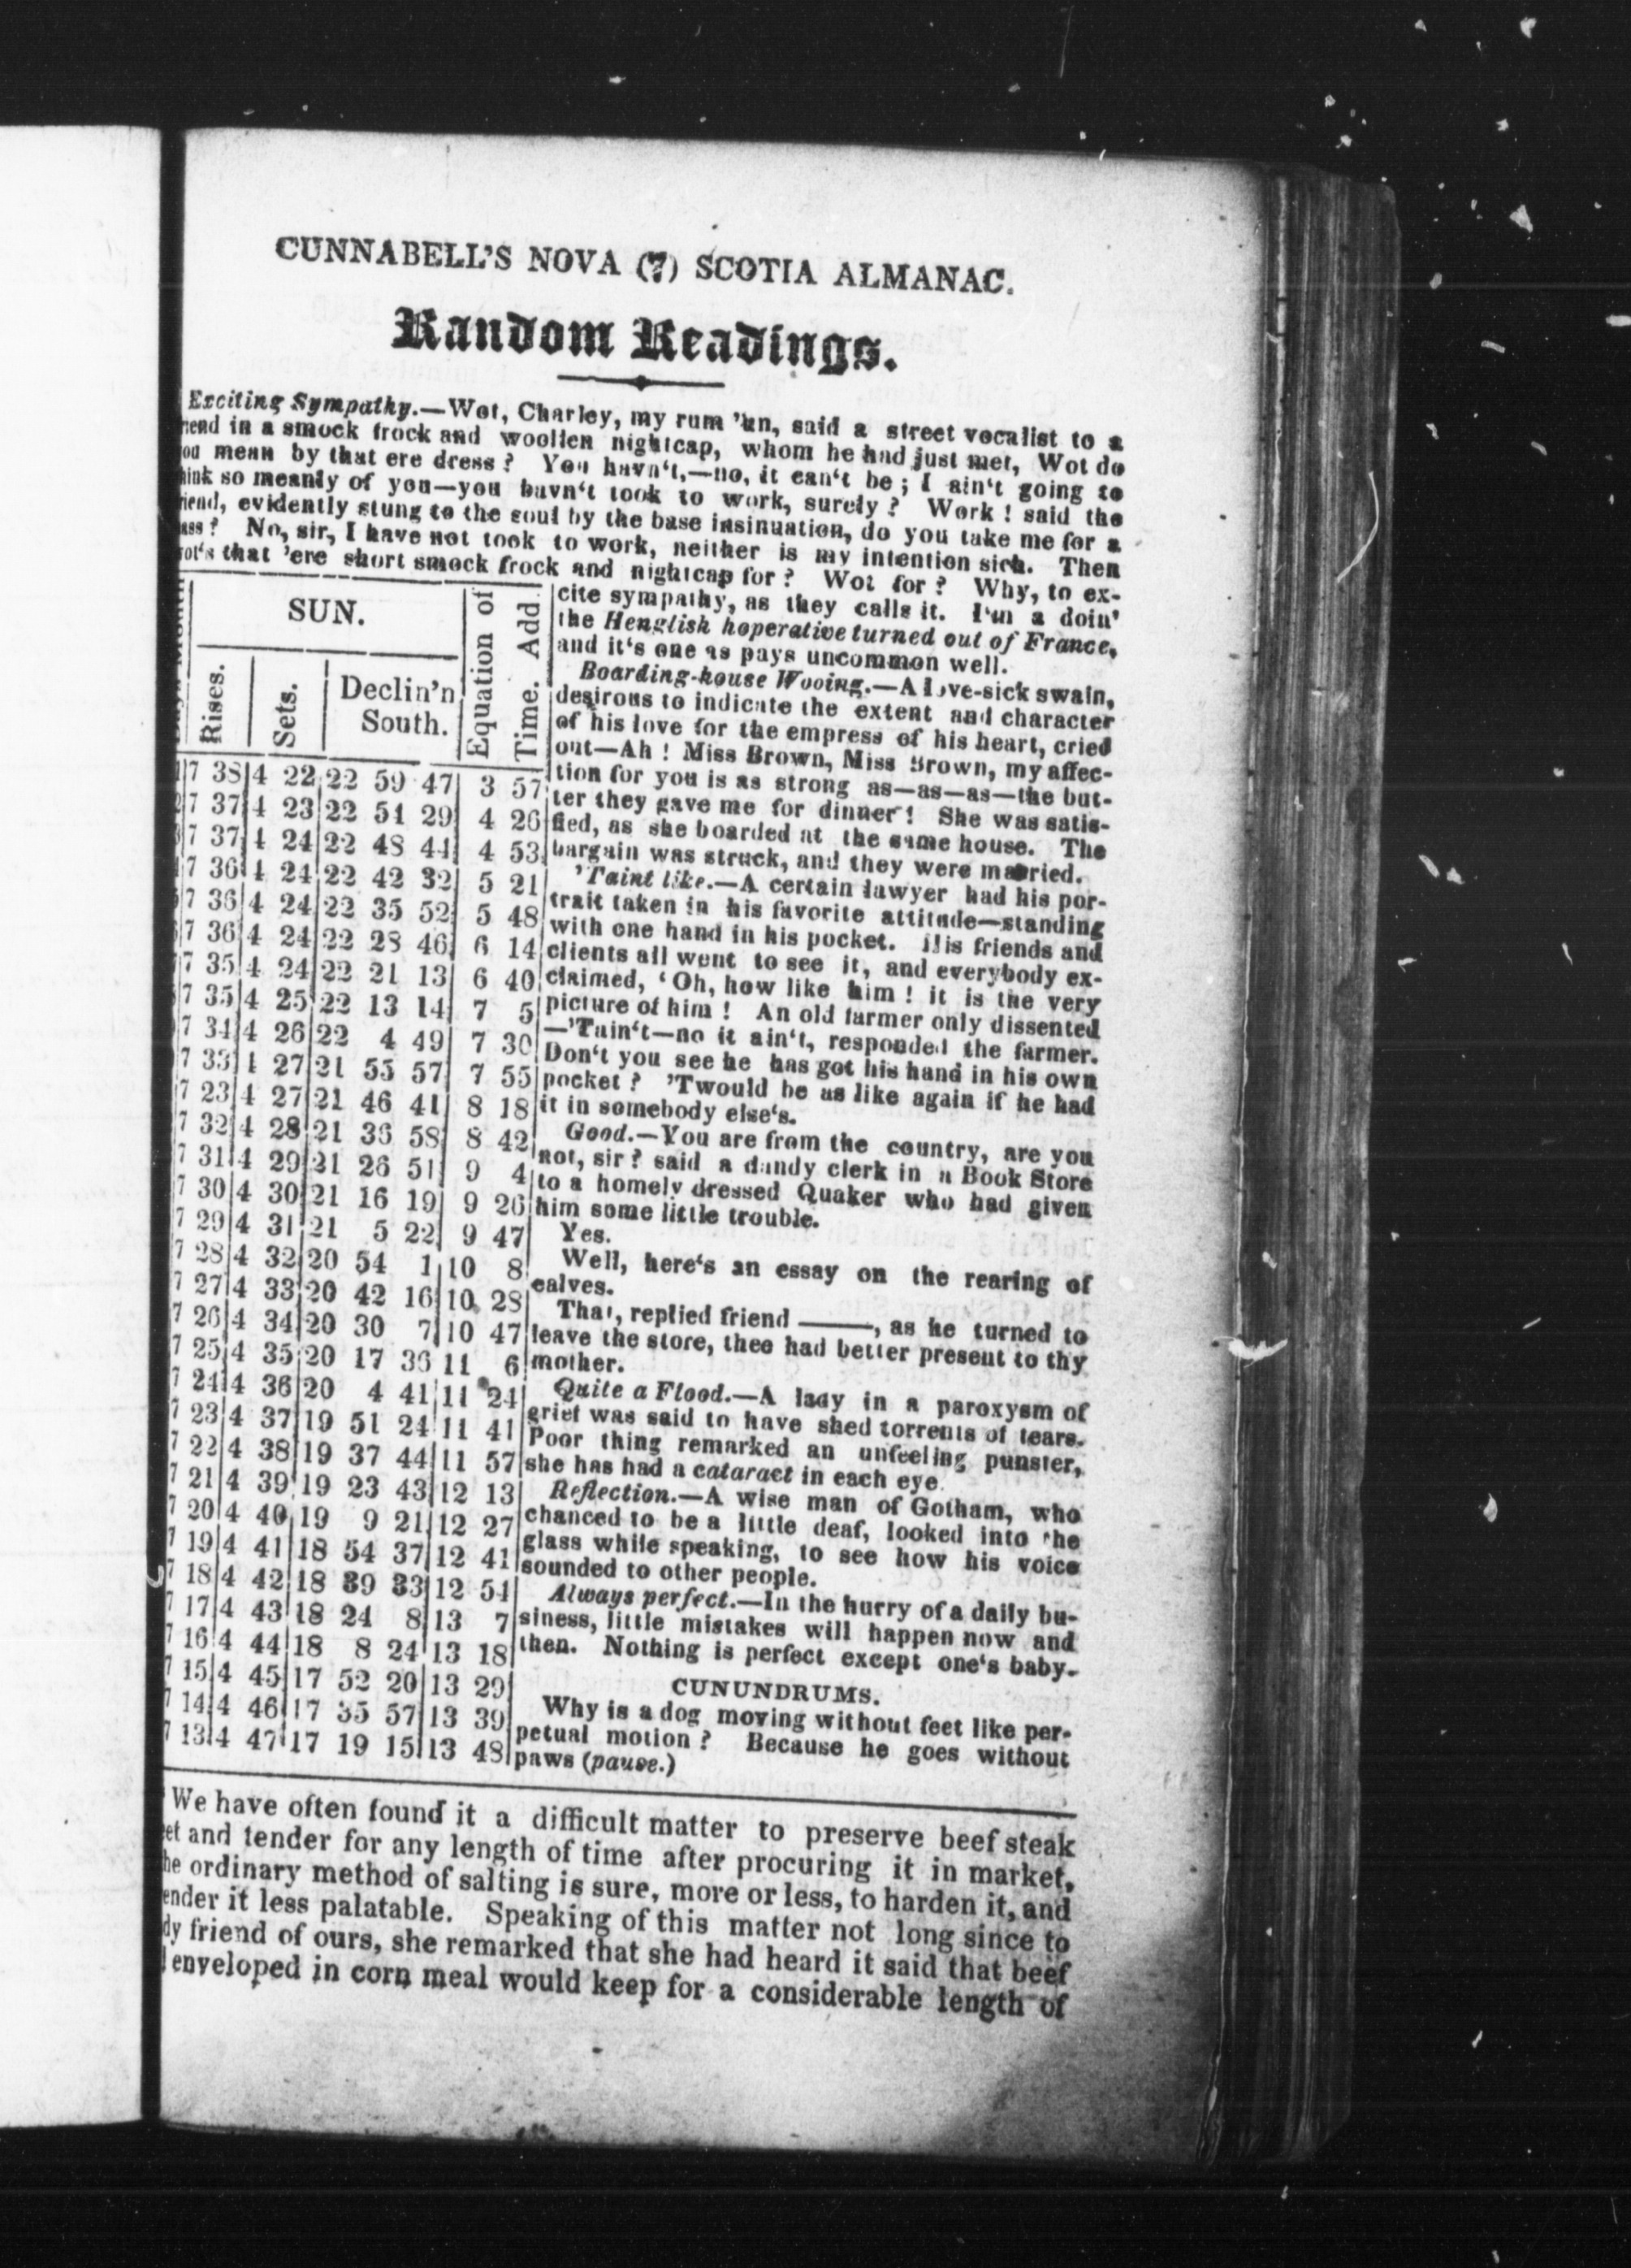 CUNNABELL'S NOVA (7) SCOTIA ALMANAC.
Random Readings.
Exciting Sympathy.—Wot, Charley, my rum 'un, said a street vocalist to a
in a smock frock and woollen nightcap, whom he had just met, Wot do
mean by that ere dress? You havn't,—no, it can't be; I ain't going to
so meanly of you—you havn't took to work, surely? Work! said the
evidently stung to the soul by the base insinuation, do you take me for a
No, sir, I have not took to work, neither is my intention sich. Then
that 'ere short smock frock and nightcap for? Wot for? Why, to ex-
SUN.
Rises.
Sets.
Declin'n
South.
Equation of
Time. Add.
7 38 4 22 22 59 47 3 57
7 37 4 23 22 54 29 4 26
7 37 4 24 22 48 44 4 53
7 36 4 24 22 42 32 5 21
7 36 4 24 22 35 52 5 48
7 36 4 24 22 28 46 6 14
7 35 4 24 22 21 13 6 40
7 35 4 25 22 13 14 7 5
7 34 4 26 22 4 49 7 30
7 33 4 27 21 55 57 7 55
7 23 4 27 21 46 41 8 18
7 32 4 28 21 36 58 8 42
7 31 4 29 21 26 51 9 4
7 30 4 30 21 16 19 9 26
7 29 4 31 21 5 22 9 47
7 28 4 32 20 54 1 10 8
7 27 4 33 20 42 16 10 28
7 26 4 34 20 30 7 10 47
7 25 4 35 20 17 36 11 6
7 24 4 36 20 4 41 11 24
7 23 4 37 19 51 24 11 41
7 22 4 38 19 37 44 11 57
7 21 4 39 19 23 43 12 13
7 20 4 40 19 9 21 12 27
7 19 4 41 18 54 37 12 41
7 18 4 42 18 39 33 12 54
7 17 4 43 18 24 8 13 7
7 16 4 44 18 8 24 13 18
7 15 4 45 17 52 20 13 29
7 14 4 46 17 35 57 13 39
7 13 4 47 17 19 15 13 48
cite sympathy, as they calls it. I'm a doin'
the Henglish hoperative turned out of France,
and it's one as pays uncommon well.
Boarding-house Wooing.—A love-sick swain,
desirous to indicate the extent and character
of his love for the empress of his heart, cried
out—Ah! Miss Brown, Miss Brown, my affec-
tion for you is as strong as—as—as—the but-
ter they gave me for dinner! She was satis-
fied, as she boarded at the same house. The
bargain was struck, and they were married.
'Taint like.—A certain lawyer had his por-
trait taken in his favorite attitude—standing
with one hand in his pocket. His friends and
clients all went to see it, and everybody ex-
claimed, 'Oh, how like him! it is the very
picture of him! An old farmer only dissented
—'Tain't—no it ain't, responded the farmer.
Don't you see he has got his hand in his own
pocket? 'Twould be as like again if he had
it in somebody else's.
Good.—You are from the country, are you
not, sir? said a dandy clerk in a Book Store
to a homely dressed Quaker who had given
him some little trouble.
Yes.
Well, here's an essay on the rearing of
calves.
That, replied friend ———, as he turned to
leave the store, thee had better present to thy
mother.
Quite a Flood.—A lady in a paroxysm of
grief was said to have shed torrents of tears.
Poor thing remarked an unfeeling punster,
she has had a cataract in each eye.
Reflection.—A wise man of Gotham, who
chanced to be a little deaf, looked into the
glass while speaking, to see how his voice
sounded to other people.
Always perfect.—In the hurry of a daily bu-
siness, little mistakes will happen now and
then. Nothing is perfect except one's baby.
CUNUNDRUMS.
Why is a dog moving without feet like per-
petual motion? Because he goes without
paws (pause.)
We have often found it a difficult matter to preserve beef steak
and tender for any length of time after procuring it in market,
ordinary method of salting is sure, more or less, to harden it, and
it less palatable. Speaking of this matter not long since to
friend of ours, she remarked that she had heard it said that beef
enveloped in corn meal would keep for a considerable length of